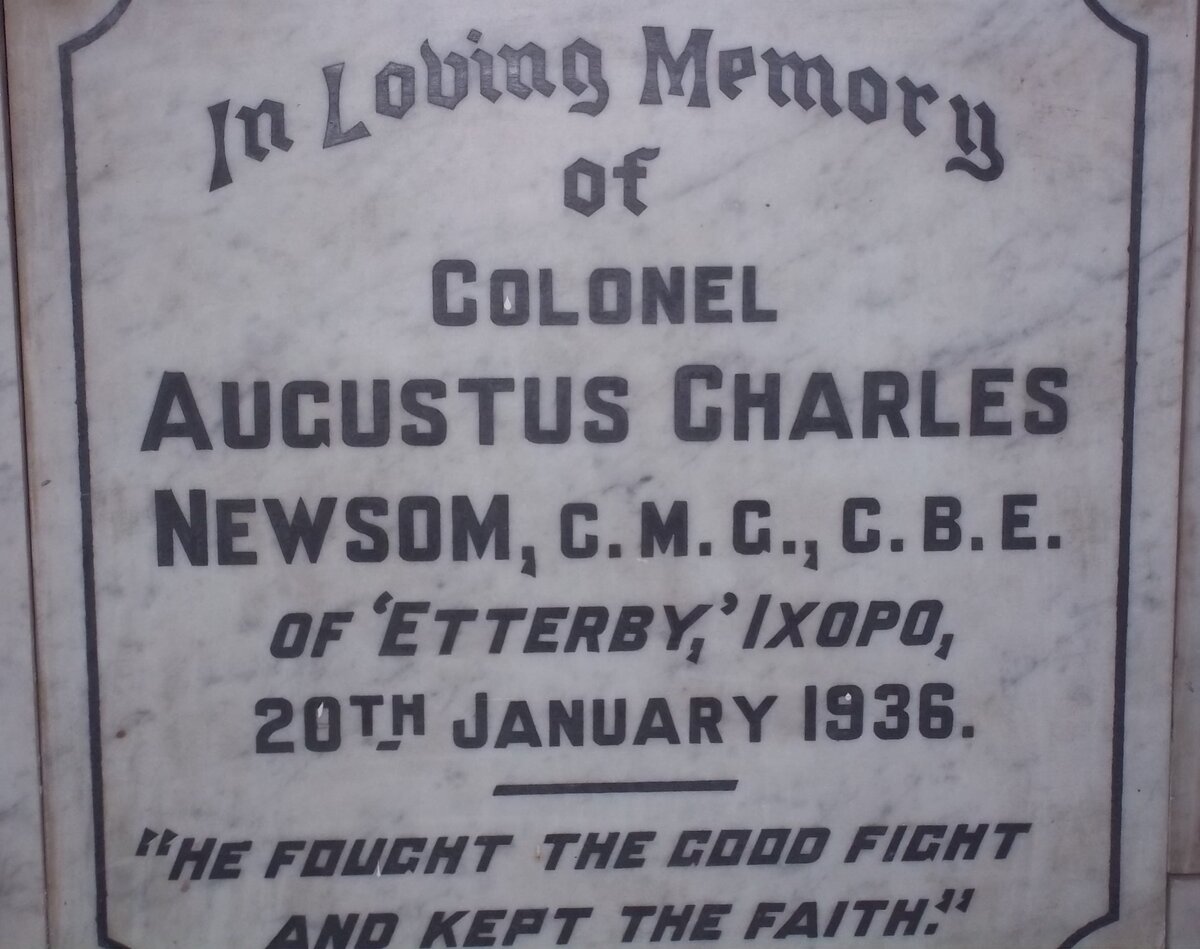 In Loving Memory
of
COLONEL
AUGUSTUS CHARLES
NEWSOM, C.M.G., C.B.E.
OF 'ETTERBY,' IXOPO,
20TH JANUARY 1936.
"HE FOUGHT THE GOOD FIGHT
AND KEPT THE FAITH."